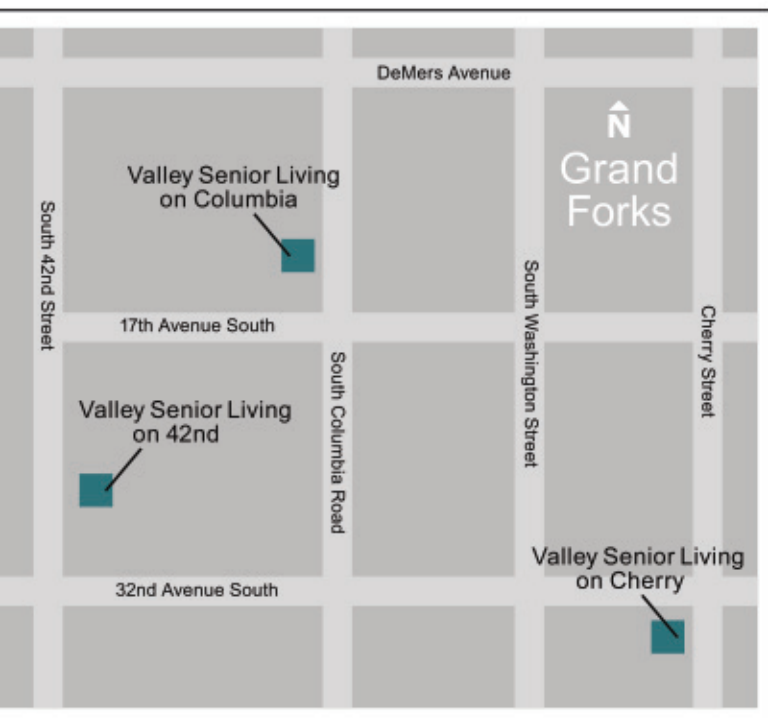 DeMers Avenue
N
Grand
Forks
Valley Senior Living
on Columbia
South 42nd Street
17th Avenue South
South Washington Street
Cherry Street
South Columbia Road
Valley Senior Living
on 42nd
Valley Senior Living
on Cherry
32nd Avenue South